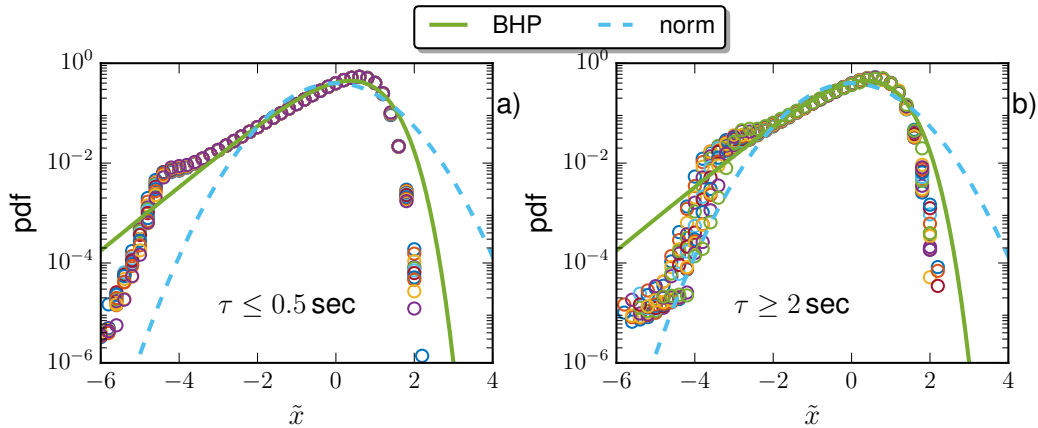 BHP norm
10^0
10^{-2}
10^{-4}
10^{-6}
pdf
a)
τ ≤ 0.5 sec
−6 −4 −2 0 2 4
x̃
10^0
10^{-2}
10^{-4}
10^{-6}
pdf
b)
τ ≥ 2 sec
−6 −4 −2 0 2 4
x̃